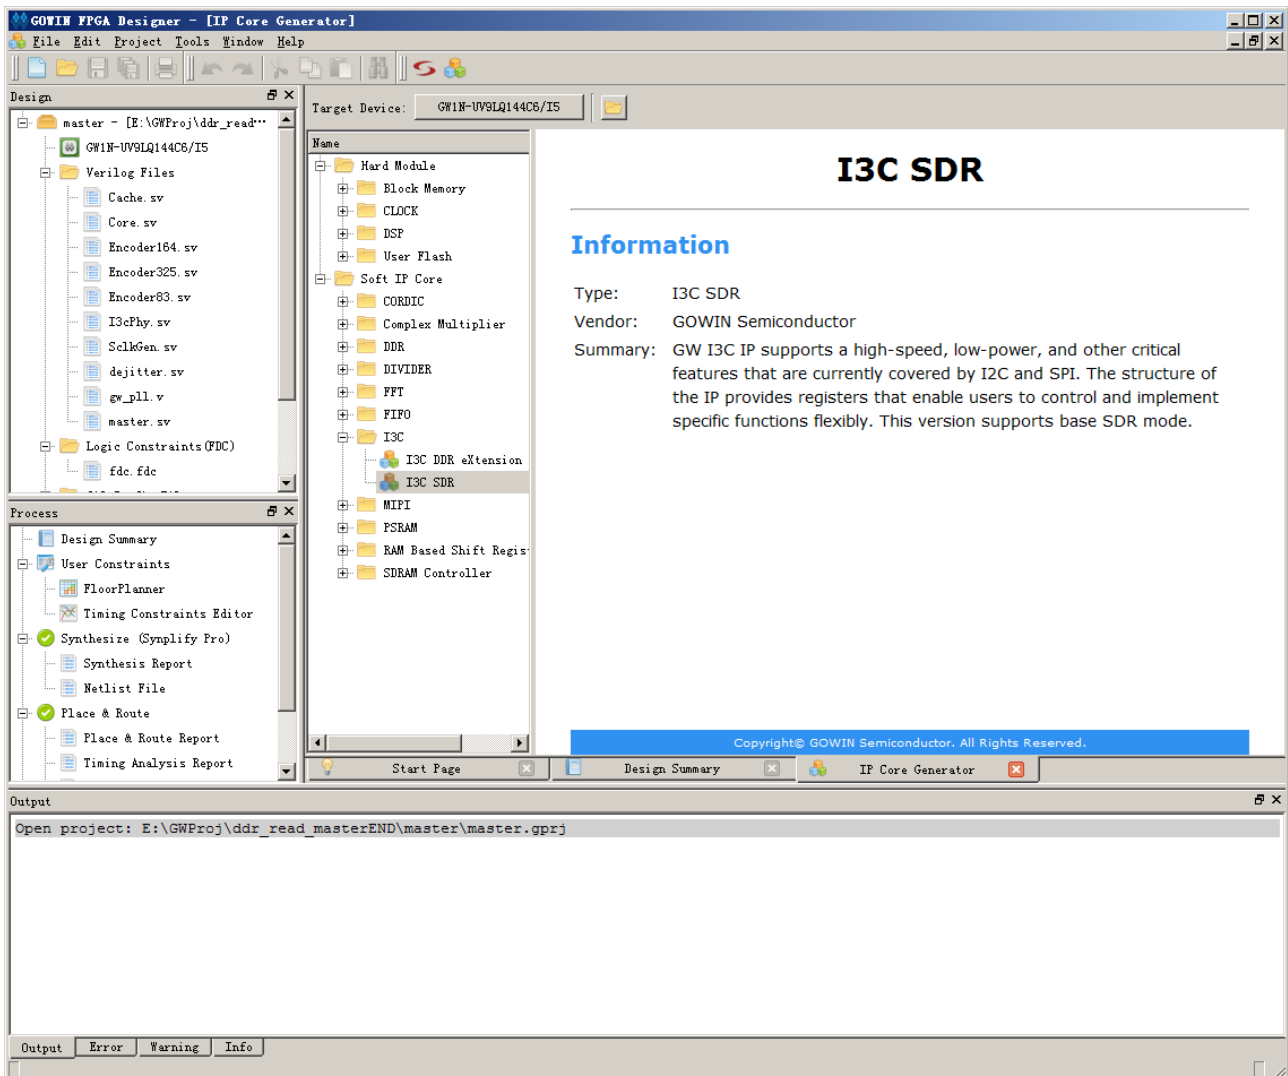 GOWIN FPGA Designer - [IP Core Generator]
File Edit Project Tools Window Help
Design
master - [E:\GWProj\ddr_read…
GW1N-UV9LQ144C6/I5
Verilog Files
Cache.sv
Core.sv
Encoder164.sv
Encoder325.sv
Encoder83.sv
I3cPhy.sv
SclkGen.sv
dejitter.sv
gw_pll.v
master.sv
Logic Constraints(FDC)
fdc.fdc
Process
Design Summary
User Constraints
FloorPlanner
Timing Constraints Editor
Synthesize (Synplify Pro)
Synthesis Report
Netlist File
Place & Route
Place & Route Report
Timing Analysis Report
Target Device: GW1N-UV9LQ144C6/I5
Name
Hard Module
Block Memory
CLOCK
DSP
User Flash
Soft IP Core
CORDIC
Complex Multiplier
DDR
DIVIDER
FFT
FIFO
I3C
I3C DDR eXtension
I3C SDR
MIPI
PSRAM
RAM Based Shift Regis
SDRAM Controller
I3C SDR
Information
Type: I3C SDR
Vendor: GOWIN Semiconductor
Summary: GW I3C IP supports a high-speed, low-power, and other critical
features that are currently covered by I2C and SPI. The structure of
the IP provides registers that enable users to control and implement
specific functions flexibly. This version supports base SDR mode.
Copyright© GOWIN Semiconductor. All Rights Reserved.
Start Page Design Summary IP Core Generator
Output
Open project: E:\GWProj\ddr_read_masterEND\master\master.gprj
Output Error Warning Info